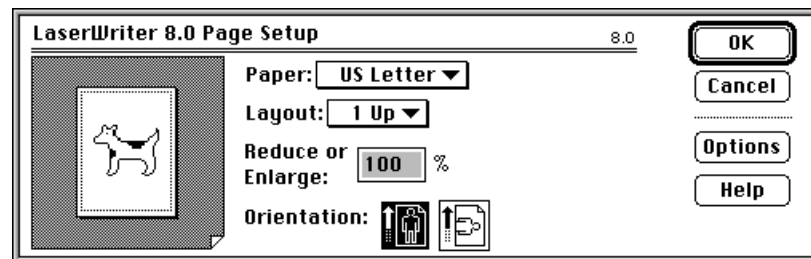 LaserWriter 8.0 Page Setup 8.0 OK
Paper: US Letter Cancel
Layout: 1 Up
Reduce or Enlarge: 100 % Options
Help
Orientation: